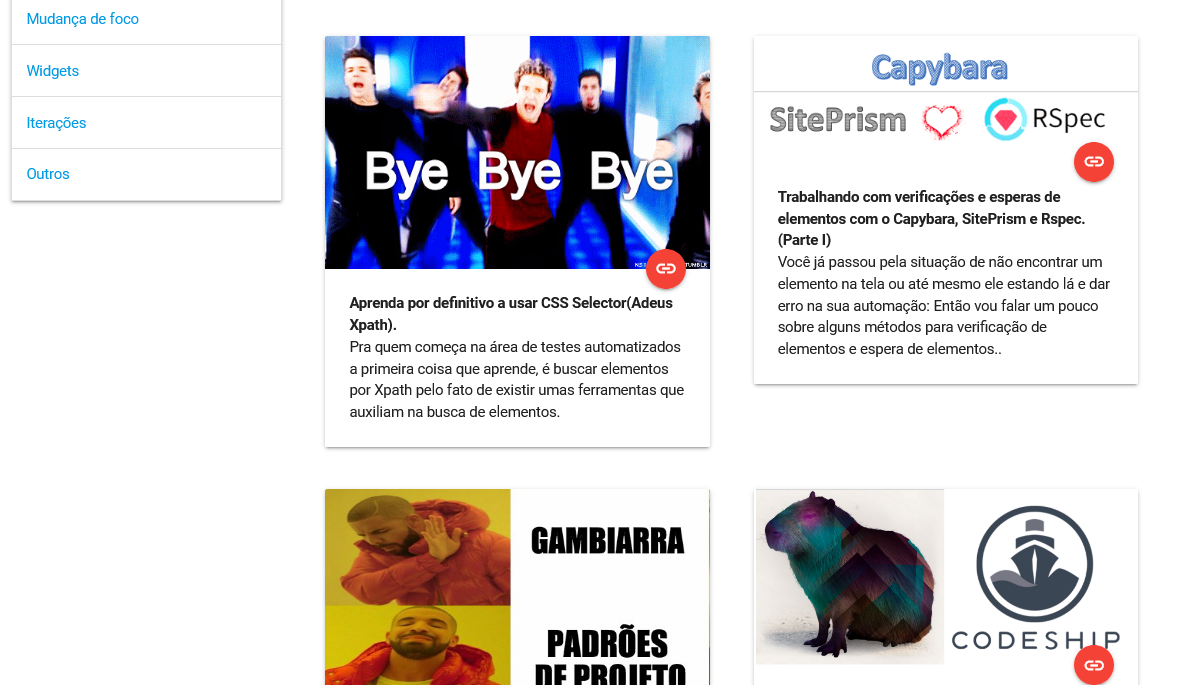 Mudança de foco
Widgets
Iterações
Outros
Bye Bye Bye
Aprenda por definitivo a usar CSS Selector(Adeus
Xpath).
Pra quem começa na área de testes automatizados
a primeira coisa que aprende, é buscar elementos
por Xpath pelo fato de existir umas ferramentas que
auxiliam na busca de elementos.
Capybara
SitePrism
RSpec
Trabalhando com verificações e esperas de
elementos com o Capybara, SitePrism e Rspec.
(Parte I)
Você já passou pela situação de não encontrar um
elemento na tela ou até mesmo ele estando lá e dar
erro na sua automação: Então vou falar um pouco
sobre alguns métodos para verificação de
elementos e espera de elementos..
GAMBIARRA
PADRÕES
DE PROJETO
CODESHIP